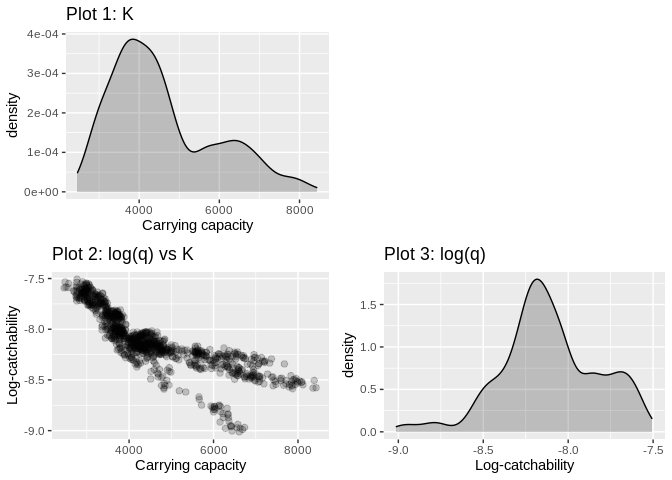 Plot 1: K
4e-04
3e-04
2e-04
1e-04
0e+00
density
4000 6000 8000
Carrying capacity
Plot 2: log(q) vs K
-7.5
-8.0
-8.5
-9.0
Log-catchability
4000 6000 8000
Carrying capacity
Plot 3: log(q)
1.5
1.0
0.5
0.0
density
-9.0 -8.5 -8.0 -7.5
Log-catchability